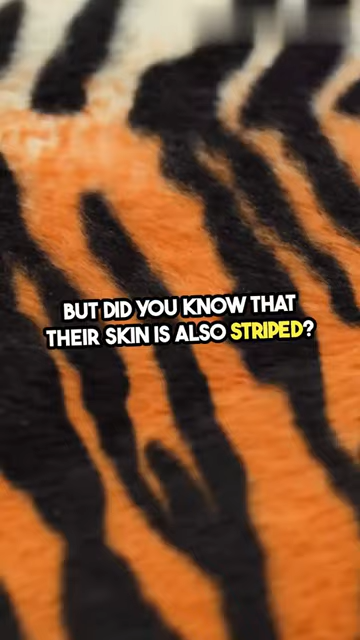 BUT DID YOU KNOW THAT
THEIR SKIN IS ALSO STRIPED?